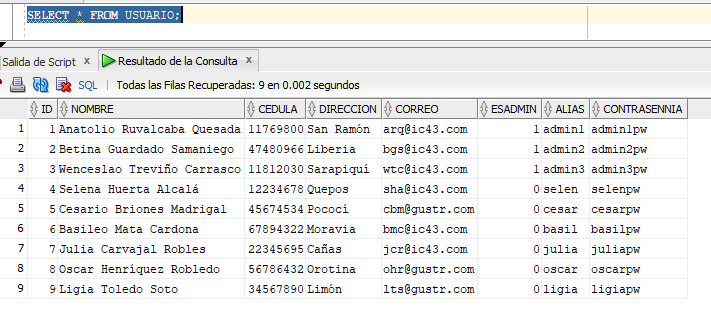 SELECT * FROM USUARIO;
Salida de Script x Resultado de la Consulta x
SQL | Todas las Filas Recuperadas: 9 en 0.002 segundos
ID NOMBRE CEDULA DIRECCION CORREO ESADMIN ALIAS CONTRASENNIA
1 1 Anatolio Ruvalcaba Quesada 11769800 San Ramón arq@ic43.com 1 admin1 admin1pw
2 2 Betina Guardado Samaniego 47480966 Liberia bgs@ic43.com 1 admin2 admin2pw
3 3 Wenceslao Treviño Carrasco 11812030 Sarapiquí wtc@ic43.com 1 admin3 admin3pw
4 4 Selena Huerta Alcalá 12234678 Quepos sha@ic43.com 0 selen selenpw
5 5 Cesario Briones Madrigal 45674534 Pococí cbm@gustr.com 0 cesar cesarpw
6 6 Basileo Mata Cardona 67894322 Moravia bmc@ic43.com 0 basil basilpw
7 7 Julia Carvajal Robles 22345695 Cañas jcr@ic43.com 0 julia juliapw
8 8 Oscar Henríquez Robledo 56786432 Orotina ohr@gustr.com 0 oscar oscarpw
9 9 Ligia Toledo Soto 34567890 Limón lts@gustr.com 0 ligia ligiapw